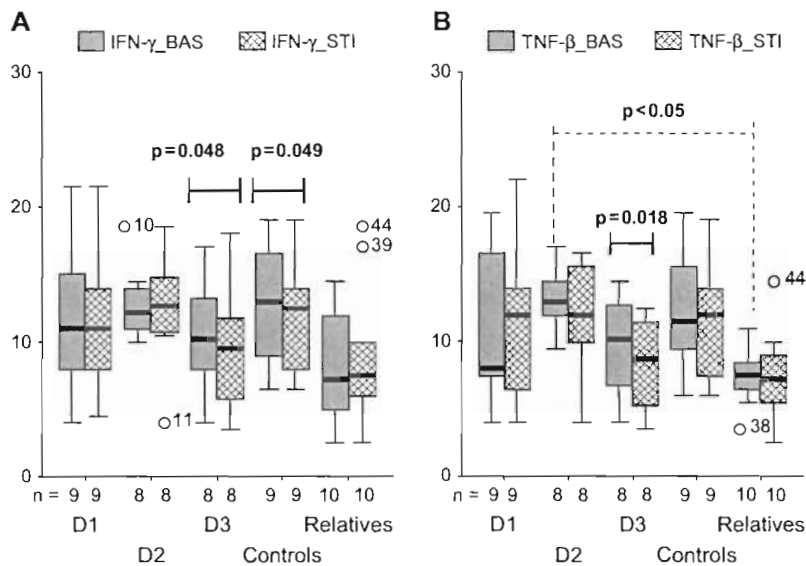 A
IFN-γ_BAS IFN-γ_STI
30
20
10
0
p=0.048 p=0.049
10
11
44
39
n = 9 9 8 8 8 8 9 9 10 10
D1 D3 Relatives
D2 Controls
B
TNF-β_BAS TNF-β_STI
30
20
10
0
p<0.05
p=0.018
44
38
n = 9 9 8 8 8 8 9 9 10 10
D1 D3 Relatives
D2 Controls